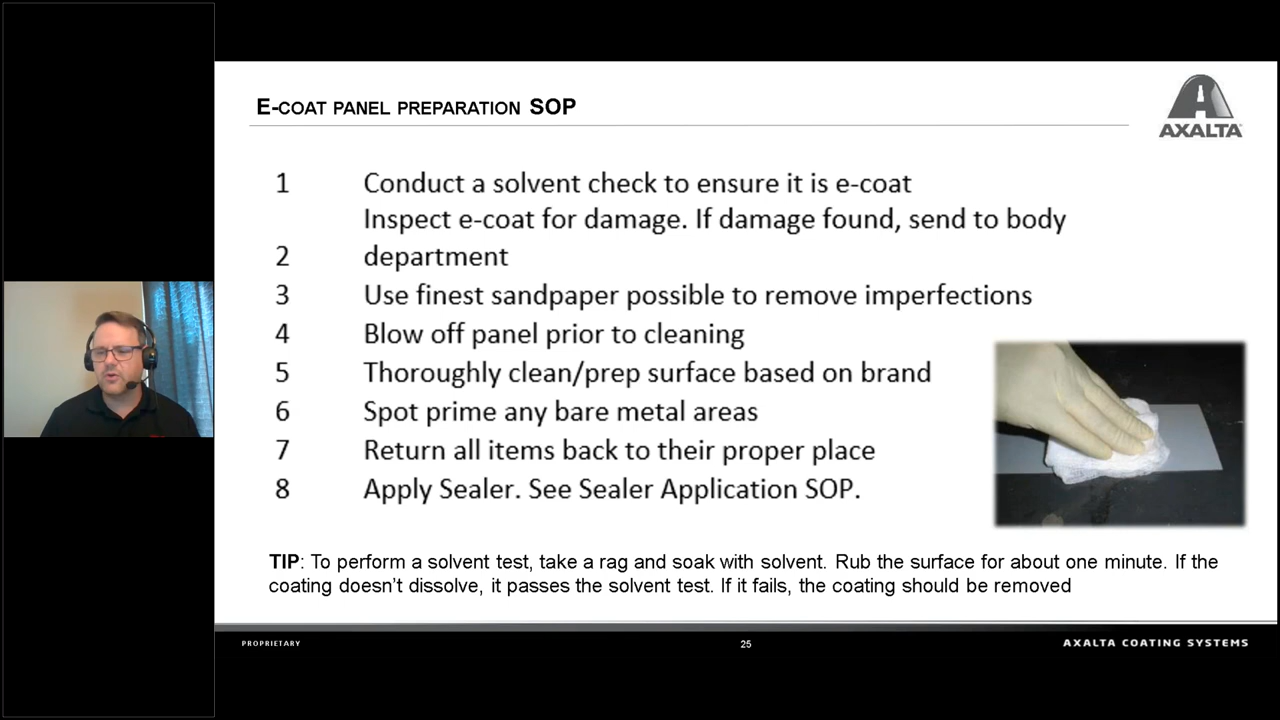 E-COAT PANEL PREPARATION SOP
AXALTA
1 Conduct a solvent check to ensure it is e-coat
Inspect e-coat for damage. If damage found, send to body
2 department
3 Use finest sandpaper possible to remove imperfections
4 Blow off panel prior to cleaning
5 Thoroughly clean/prep surface based on brand
6 Spot prime any bare metal areas
7 Return all items back to their proper place
8 Apply Sealer. See Sealer Application SOP.
TIP: To perform a solvent test, take a rag and soak with solvent. Rub the surface for about one minute. If the
coating doesn't dissolve, it passes the solvent test. If it fails, the coating should be removed
PROPRIETARY 25 AXALTA COATING SYSTEMS